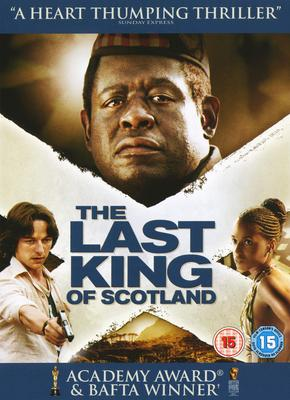 "A HEART THUMPING THRILLER"
SUNDAY EXPRESS
THE
LAST
KING
OF SCOTLAND
15
15
ACADEMY AWARD®
& BAFTA WINNER